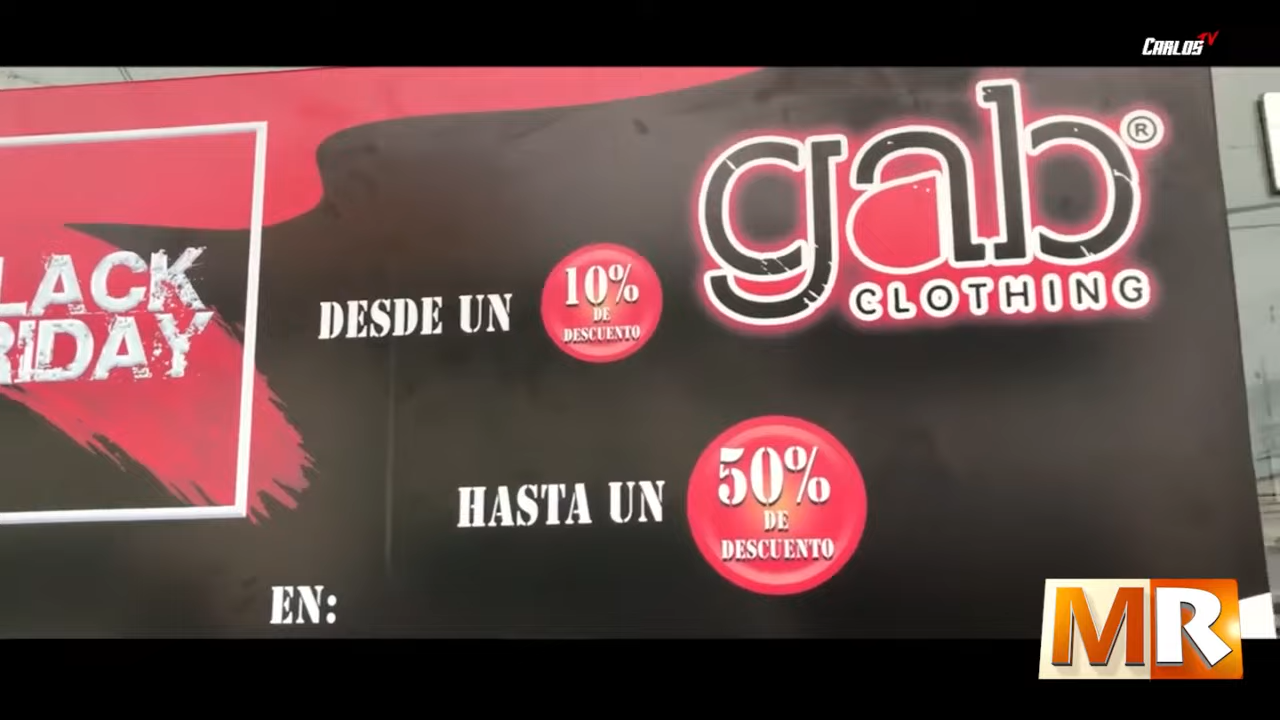 CARLOS TV
gab®
CLOTHING
LACK
RIDAY
DESDE UN
10%
DE
DESCUENTO
HASTA UN
50%
DE
DESCUENTO
EN:
MR